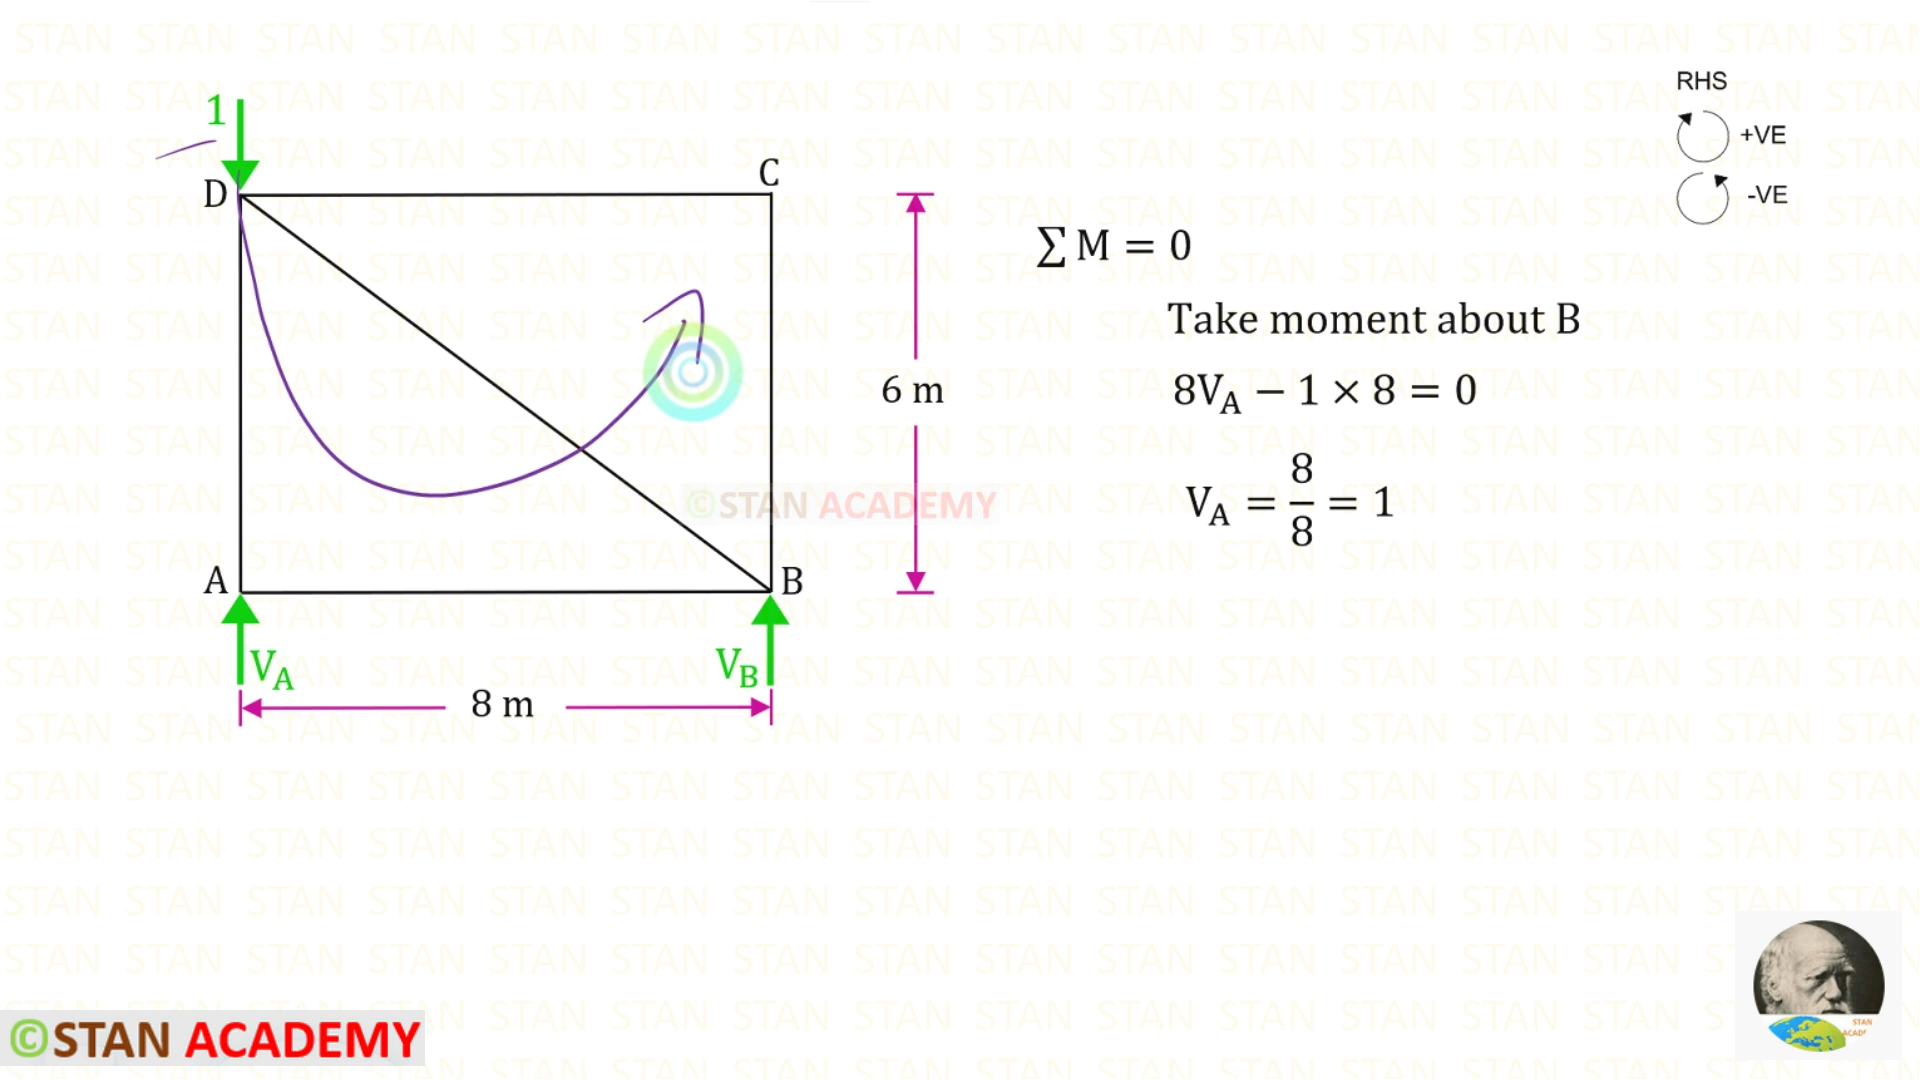 RHS
+VE
-VE
1
D
C
∑ M = 0
Take moment about B
8V_A − 1 × 8 = 0
6 m
V_A = 8/8 = 1
©STAN ACADEMY
A
B
V_A
V_B
8 m
©STAN ACADEMY
STAN